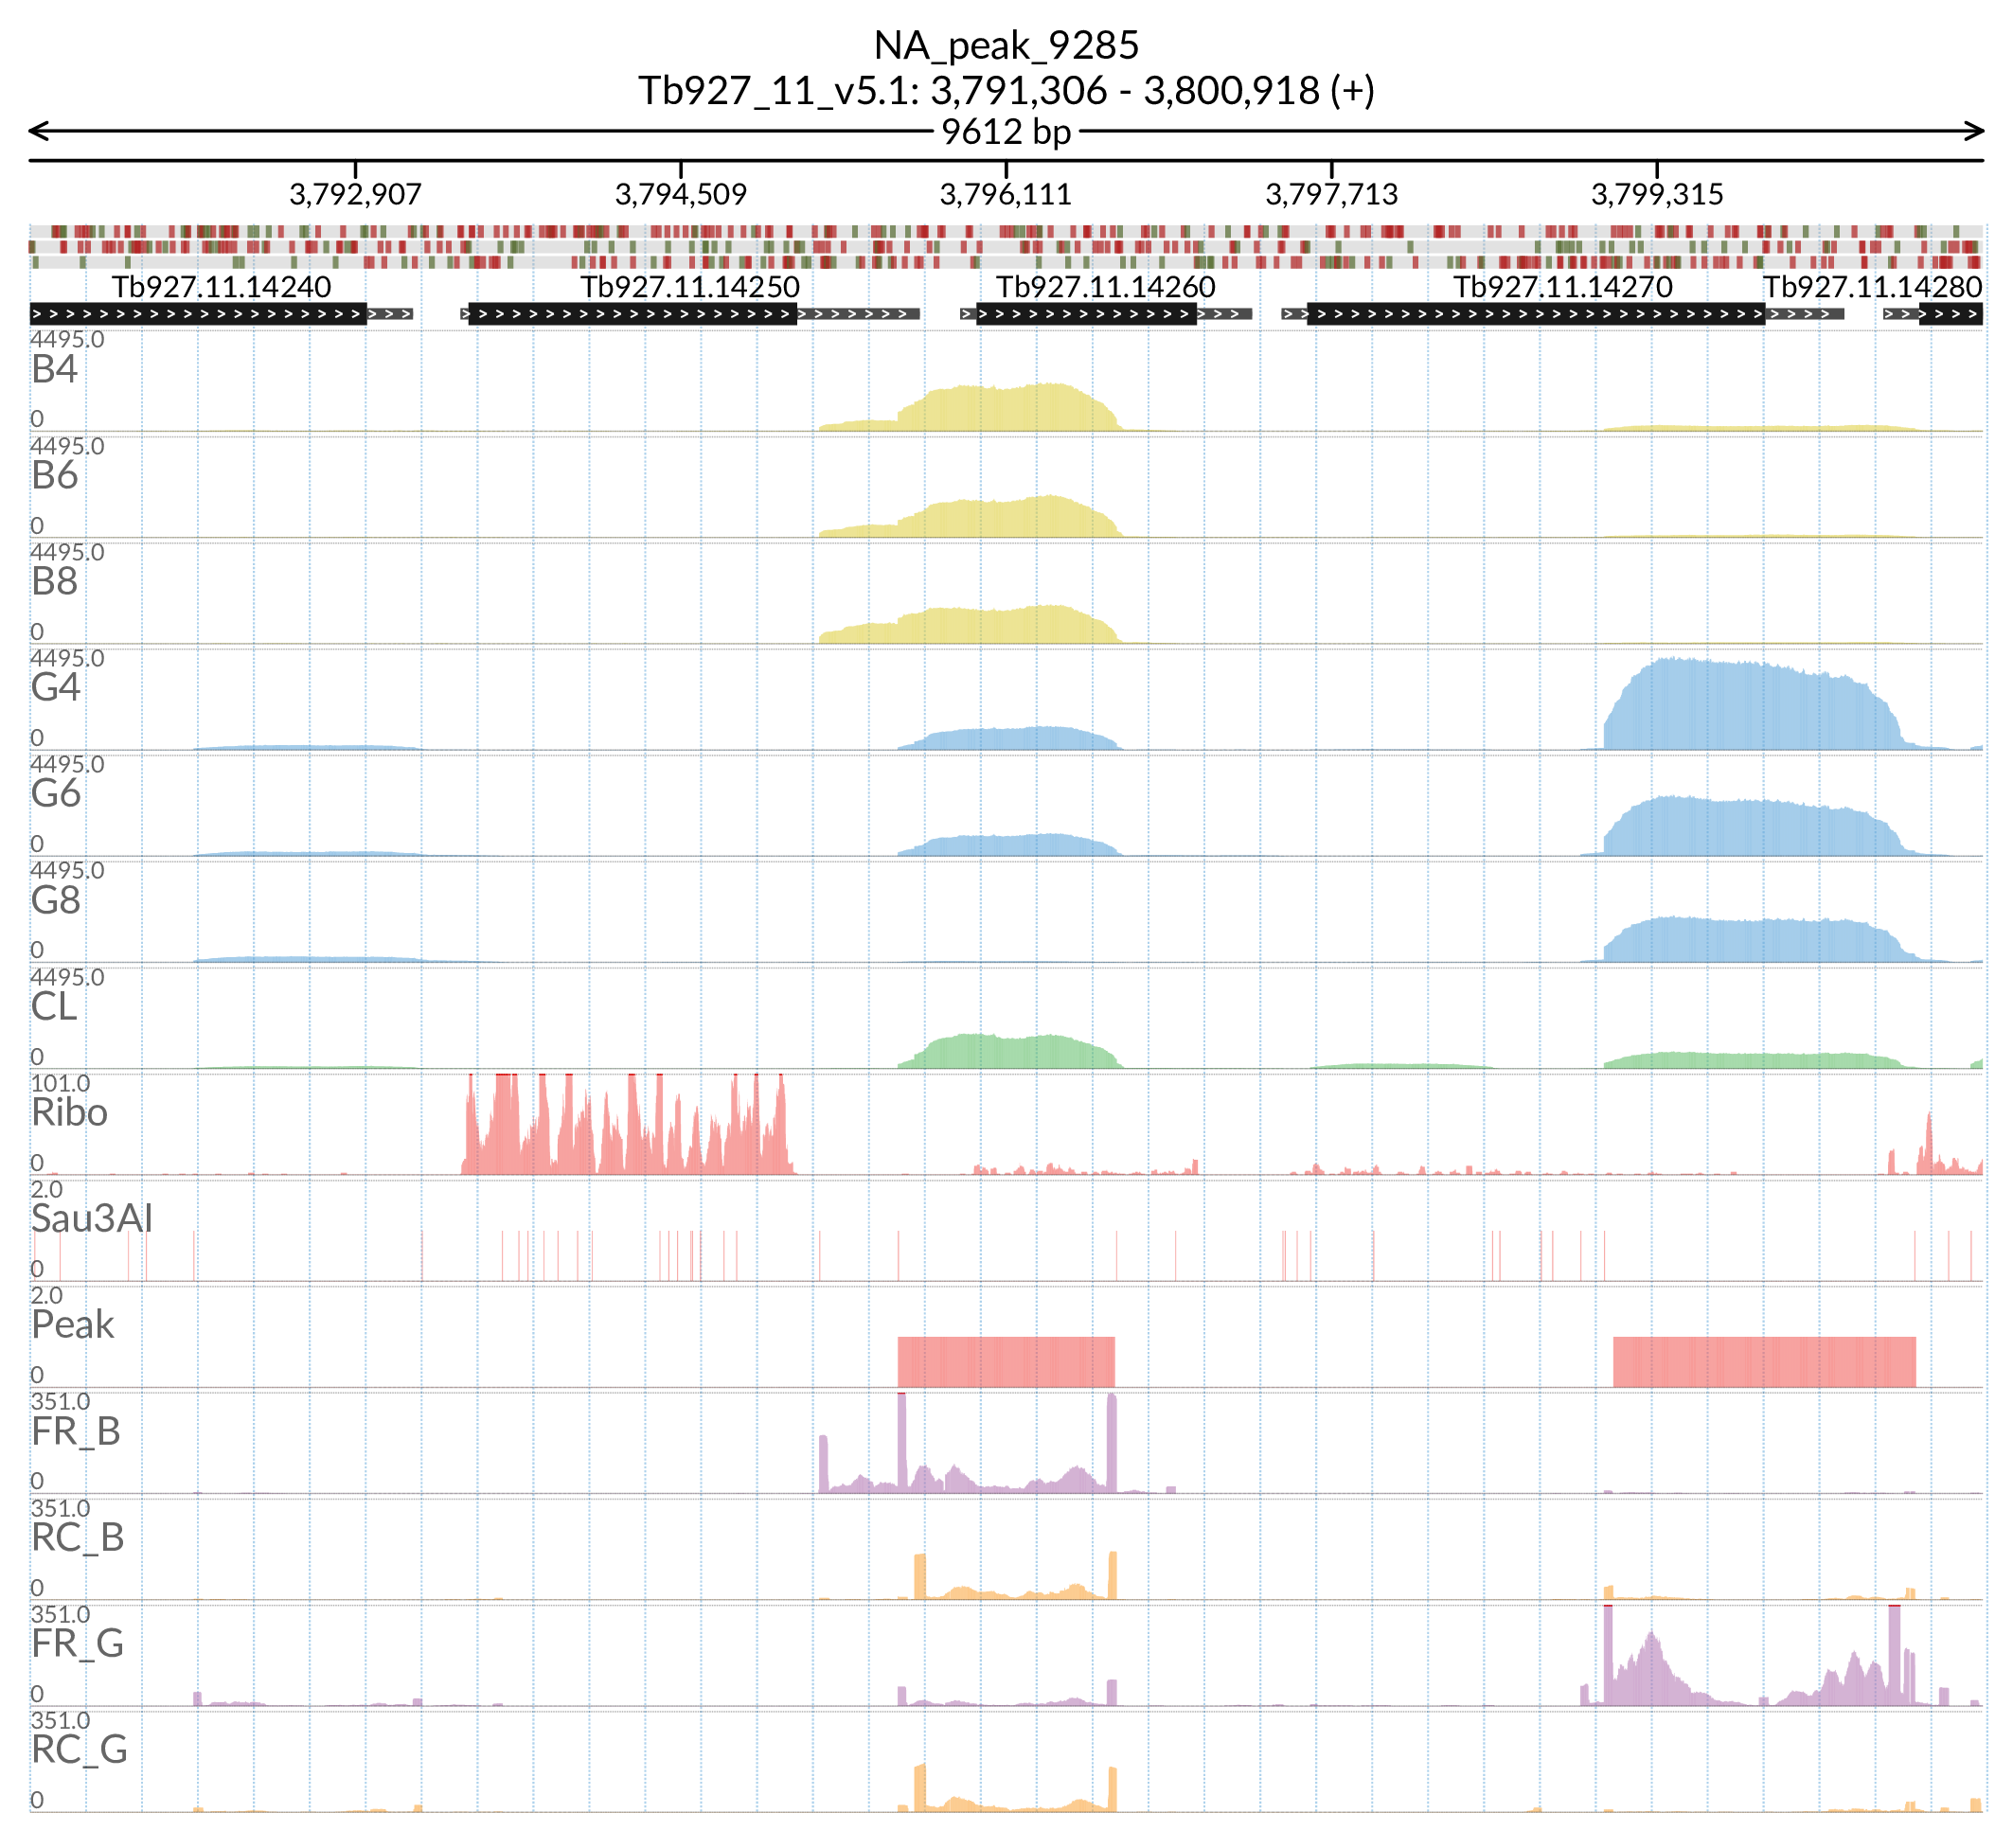 NA_peak_9285
Tb927_11_v5.1: 3,791,306 - 3,800,918 (+)
9612 bp
3,792,907 3,794,509 3,796,111 3,797,713 3,799,315
Tb927.11.14240 Tb927.11.14250 Tb927.11.14260 Tb927.11.14270 Tb927.11.14280
4495.0
B4
0
4495.0
B6
0
4495.0
B8
0
4495.0
G4
0
4495.0
G6
0
4495.0
G8
0
4495.0
CL
0
101.0
Ribo
0
2.0
Sau3AI
0
2.0
Peak
0
351.0
FR_B
0
351.0
RC_B
0
351.0
FR_G
0
351.0
RC_G
0